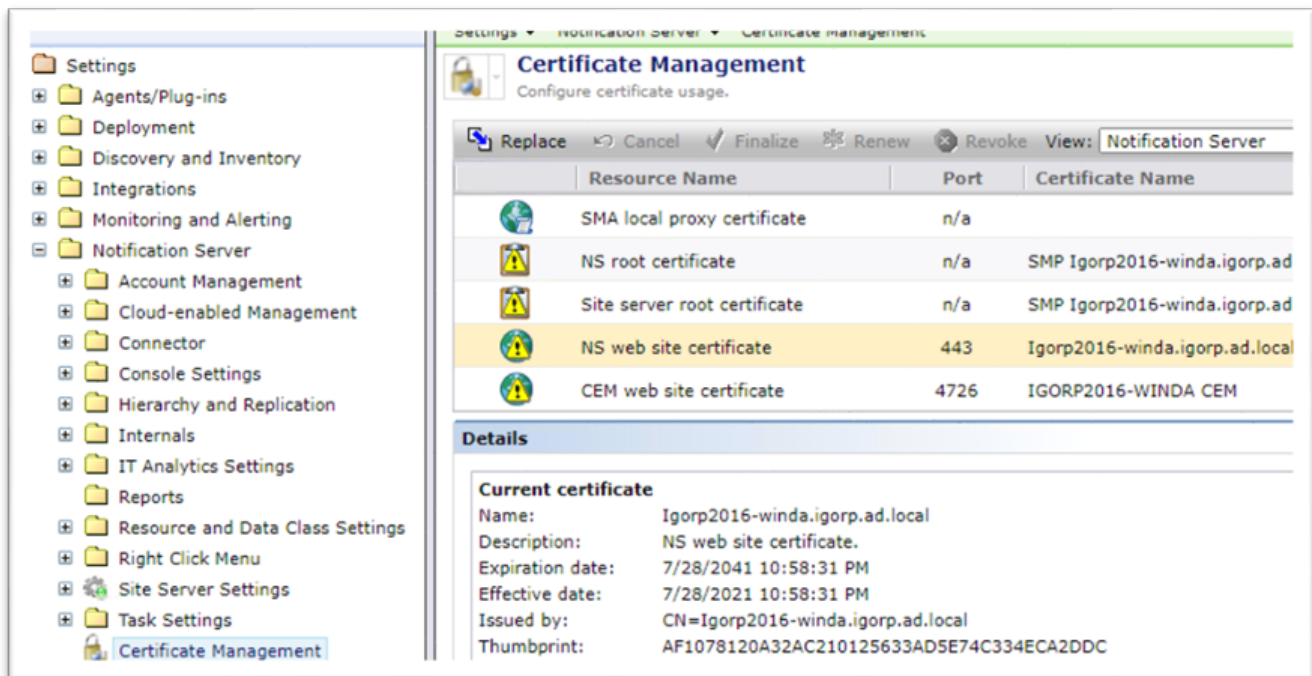 Settings Notification Server Certificate Management
Settings
Agents/Plug-ins
Deployment
Discovery and Inventory
Integrations
Monitoring and Alerting
Notification Server
Account Management
Cloud-enabled Management
Connector
Console Settings
Hierarchy and Replication
Internals
IT Analytics Settings
Reports
Resource and Data Class Settings
Right Click Menu
Site Server Settings
Task Settings
Certificate Management
Certificate Management
Configure certificate usage.
Replace Cancel Finalize Renew Revoke View: Notification Server
Resource Name Port Certificate Name
SMA local proxy certificate n/a
NS root certificate n/a SMP Igorp2016-winda.igorp.ad
Site server root certificate n/a SMP Igorp2016-winda.igorp.ad
NS web site certificate 443 Igorp2016-winda.igorp.ad.local
CEM web site certificate 4726 IGORP2016-WINDA CEM
Details
Current certificate
Name: Igorp2016-winda.igorp.ad.local
Description: NS web site certificate.
Expiration date: 7/28/2041 10:58:31 PM
Effective date: 7/28/2021 10:58:31 PM
Issued by: CN=Igorp2016-winda.igorp.ad.local
Thumbprint: AF1078120A32AC210125633AD5E74C334ECA2DDC